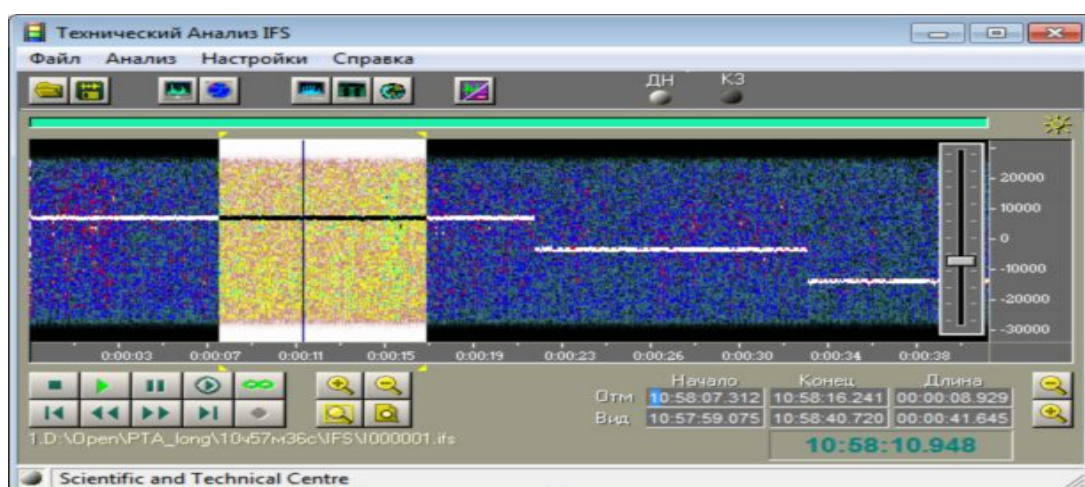 Технический Анализ IFS
Файл Анализ Настройки Справка
ДН КЗ
20000
10000
0
-10000
-20000
-30000
0:00:03 0:00:07 0:00:11 0:00:15 0:00:19 0:00:23 0:00:26 0:00:30 0:00:34 0:00:38
Начало Конец Длина
Отм 10:58:07.312 10:58:16.241 00:00:08.929
Вид 10:57:59.075 10:58:40.720 00:00:41.645
1.D:\Open\PTA_long\10ч57м36с\IFS\I000001.ifs
10:58:10.948
Scientific and Technical Centre